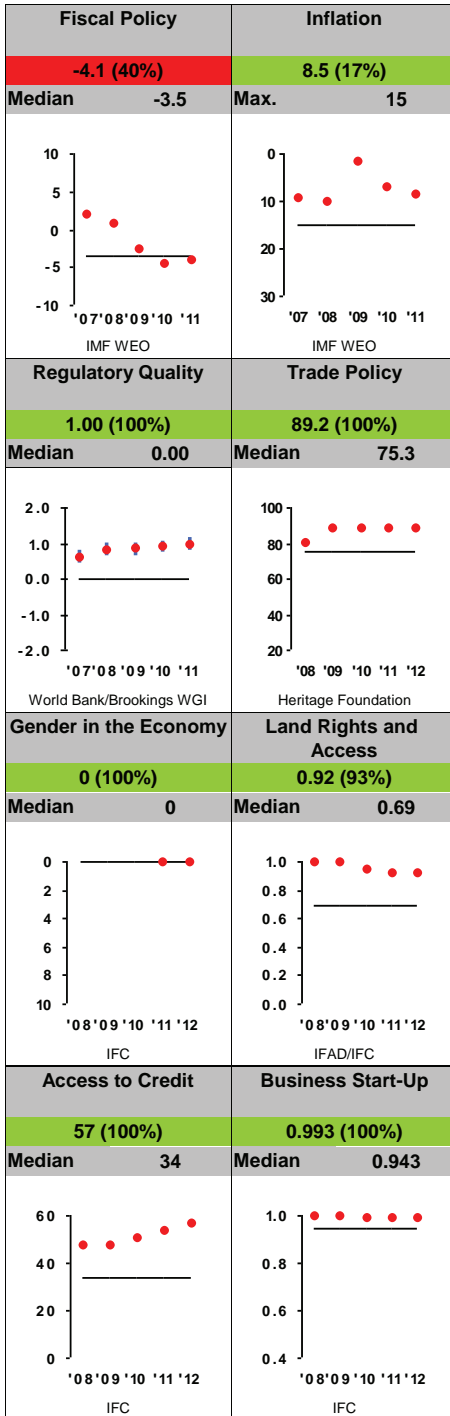 Fiscal Policy
-4.1 (40%)
Median -3.5
10
5
0
-5
-10
'07 '08 '09 '10 '11
IMF WEO
Inflation
8.5 (17%)
Max. 15
0
10
20
30
'07 '08 '09 '10 '11
IMF WEO
Regulatory Quality
1.00 (100%)
Median 0.00
2.0
1.0
0.0
-1.0
-2.0
'07 '08 '09 '10 '11
World Bank/Brookings WGI
Trade Policy
89.2 (100%)
Median 75.3
100
80
60
40
20
'08 '09 '10 '11 '12
Heritage Foundation
Gender in the Economy
0 (100%)
Median 0
0
2
4
6
8
10
'08 '09 '10 '11 '12
IFC
Land Rights and
Access
0.92 (93%)
Median 0.69
1.0
0.8
0.6
0.4
0.2
0.0
'08 '09 '10 '11 '12
IFAD/IFC
Access to Credit
57 (100%)
Median 34
60
40
20
0
'08 '09 '10 '11 '12
IFC
Business Start-Up
0.993 (100%)
Median 0.943
1.0
0.8
0.6
0.4
'08 '09 '10 '11 '12
IFC